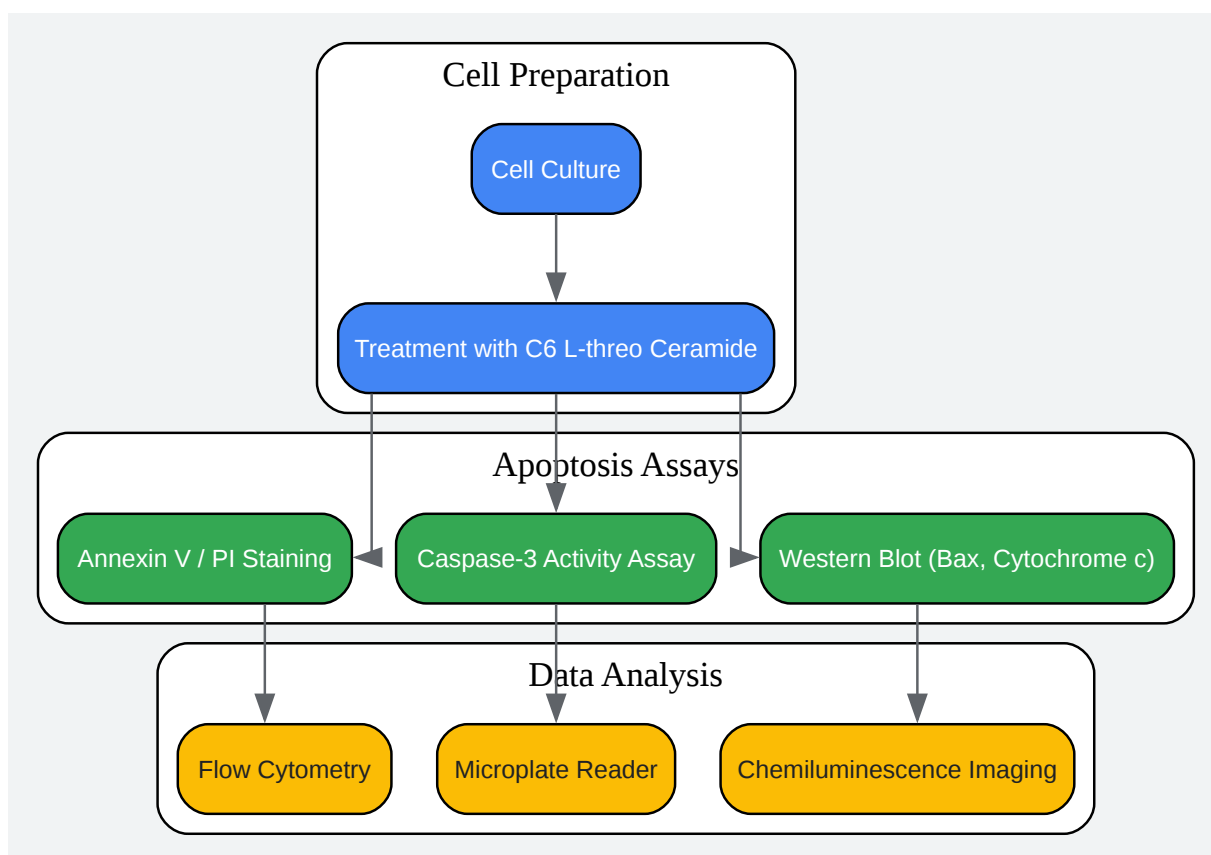 Cell Preparation
Cell Culture
Treatment with C6 L-threo Ceramide
Apoptosis Assays
Annexin V / PI Staining
Caspase-3 Activity Assay
Western Blot (Bax, Cytochrome c)
Data Analysis
Flow Cytometry
Microplate Reader
Chemiluminescence Imaging